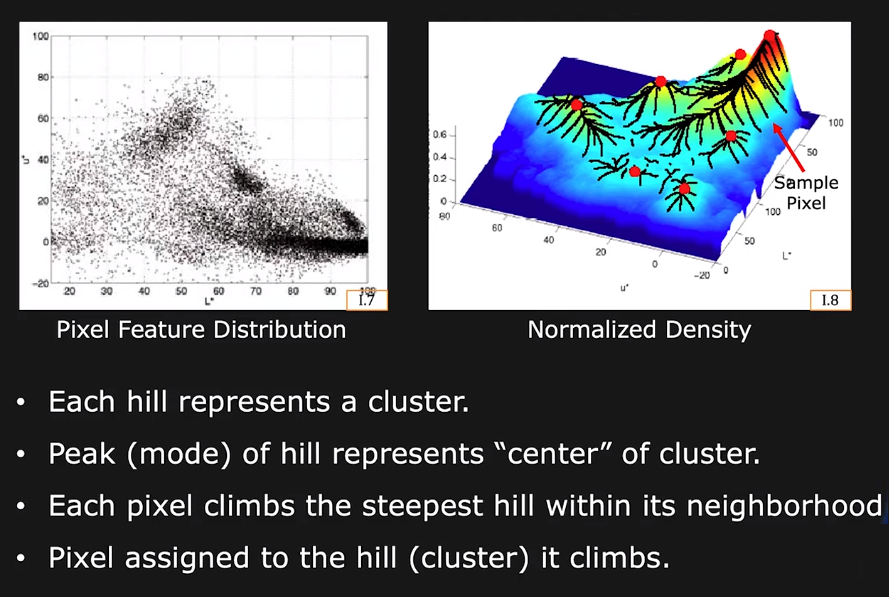 100
80
60
40
20
0
-20
u*
20 30 40 50 60 70 80 90 100
L*
I.7
0.6
0.4
0.2
0
80
60
40
20
0
-20
u*
0
50
100
L*
50
100
Sample
Pixel
I.8
Pixel Feature Distribution
Normalized Density
• Each hill represents a cluster.
• Peak (mode) of hill represents “center” of cluster.
• Each pixel climbs the steepest hill within its neighborhood
• Pixel assigned to the hill (cluster) it climbs.